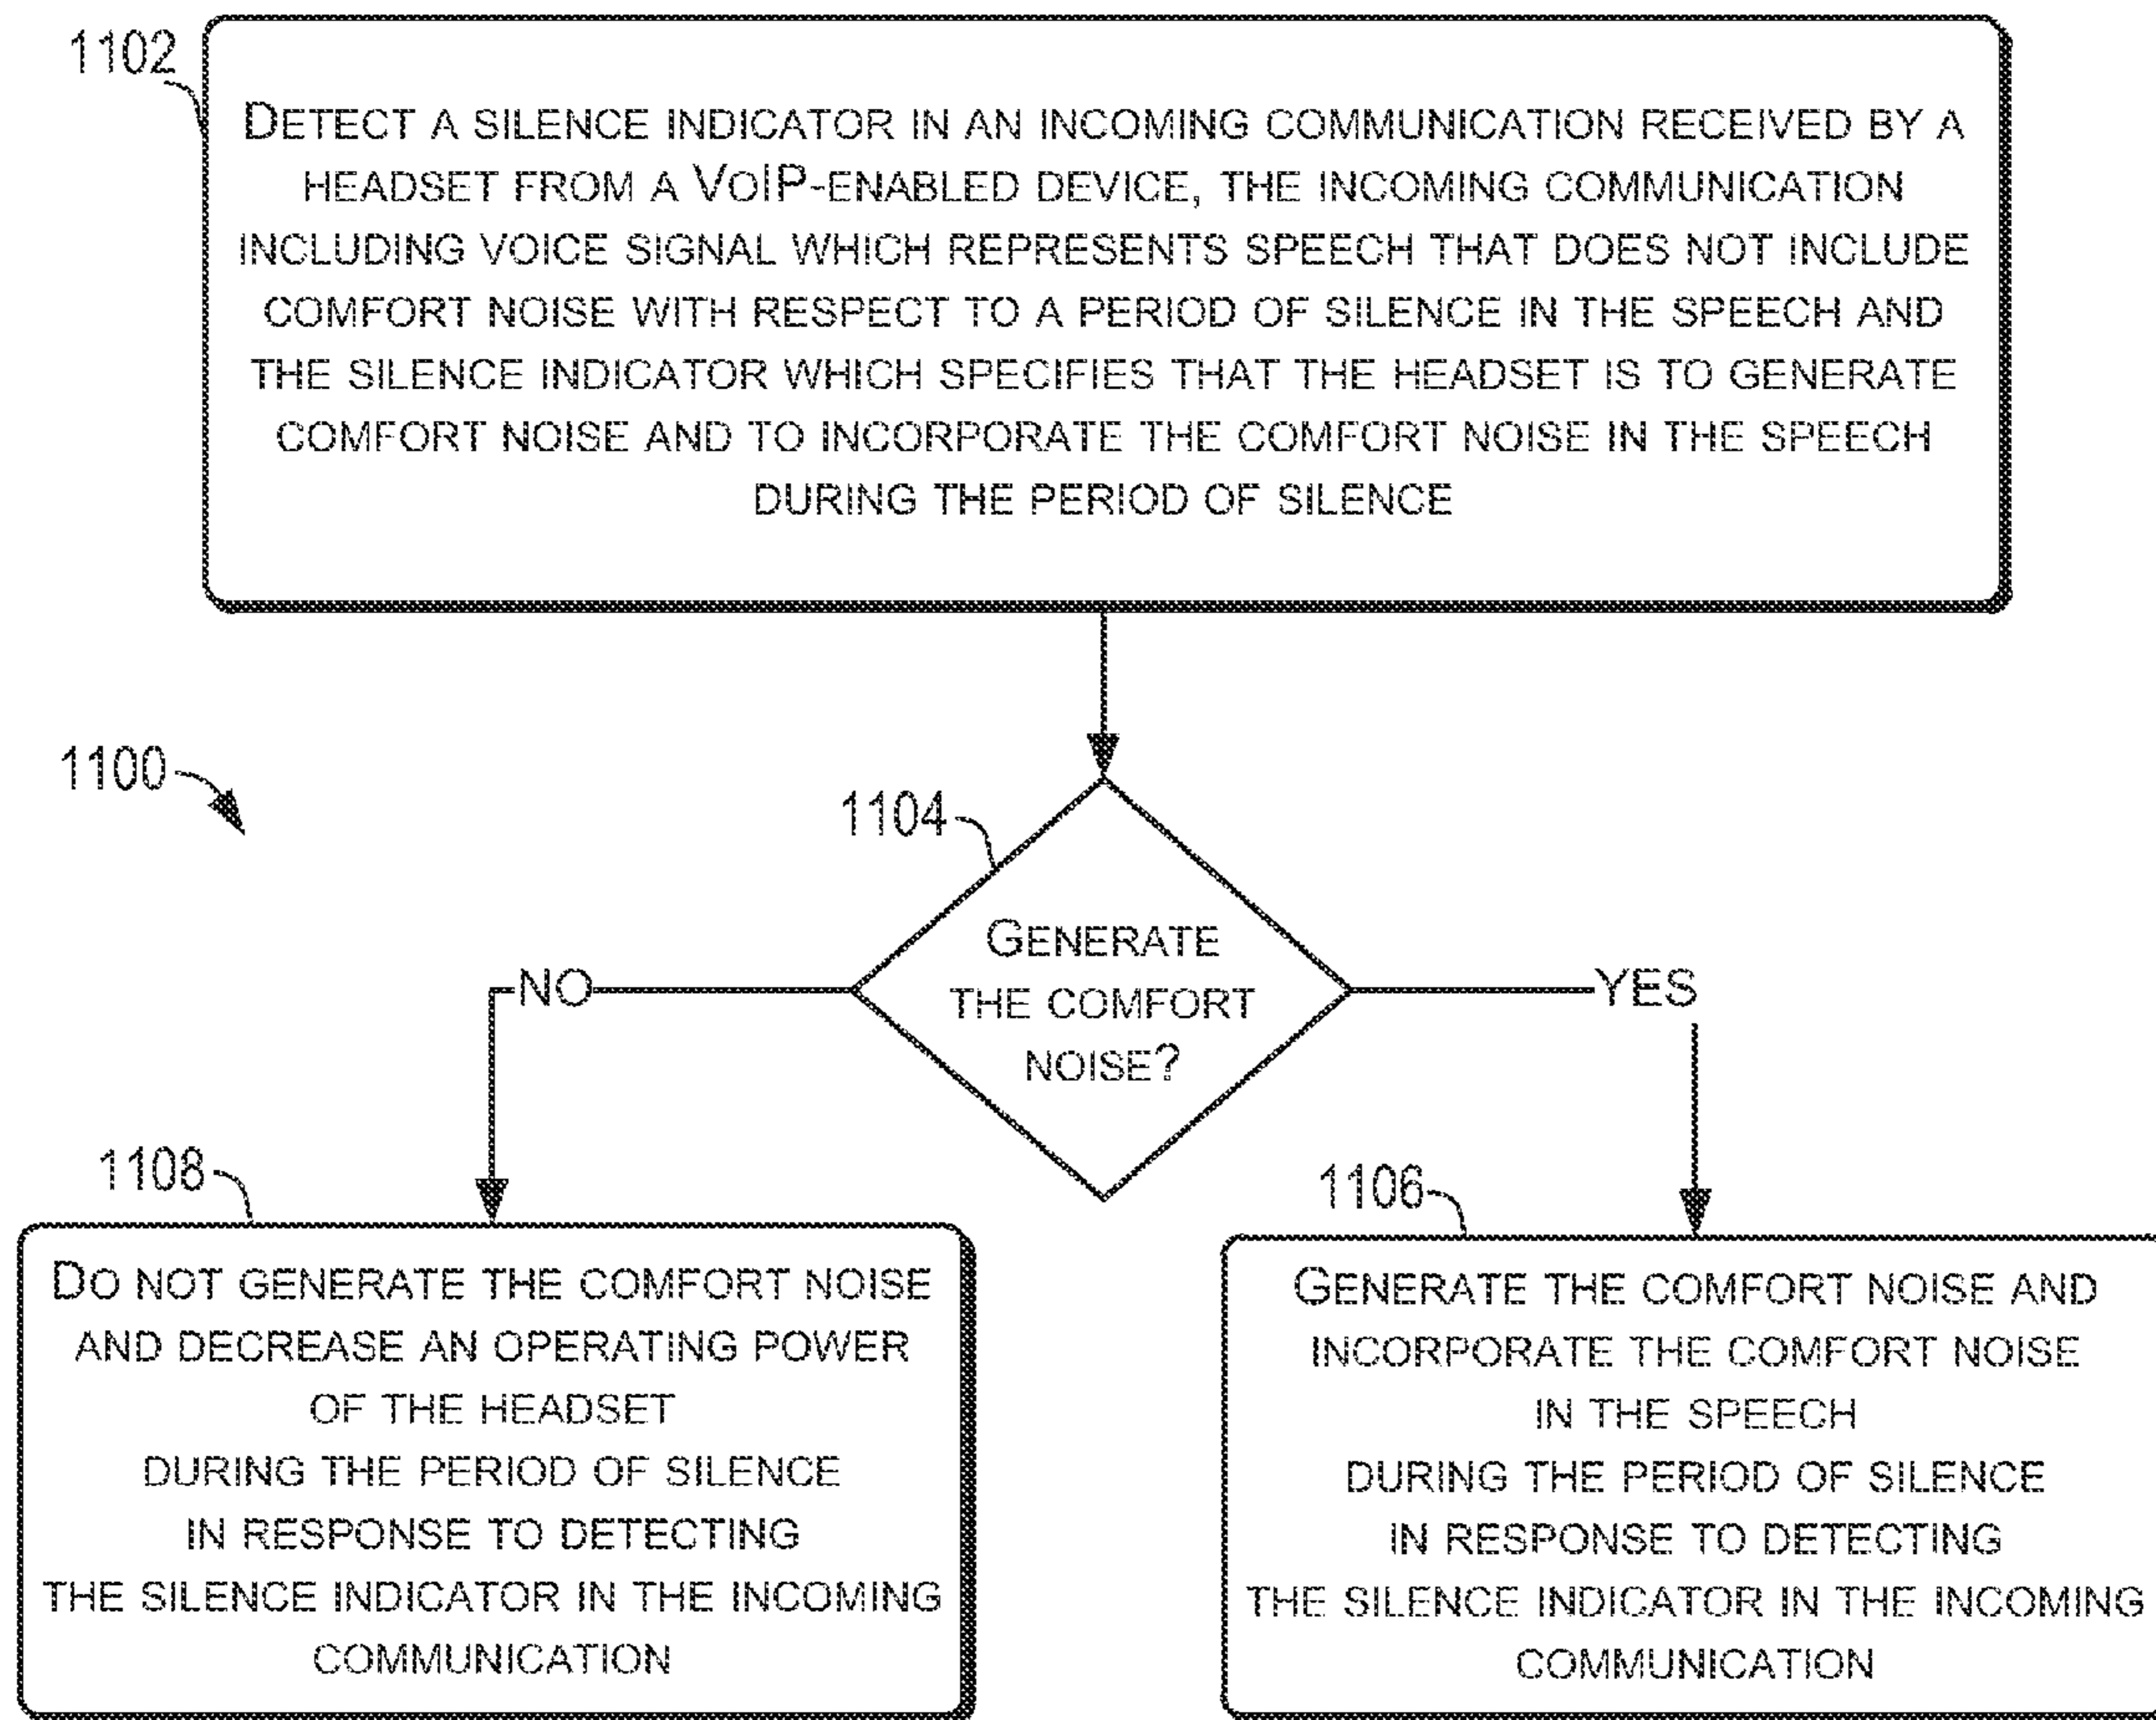 1102
DETECT A SILENCE INDICATOR IN AN INCOMING COMMUNICATION RECEIVED BY A
HEADSET FROM A VOIP-ENABLED DEVICE, THE INCOMING COMMUNICATION
INCLUDING VOICE SIGNAL WHICH REPRESENTS SPEECH THAT DOES NOT INCLUDE
COMFORT NOISE WITH RESPECT TO A PERIOD OF SILENCE IN THE SPEECH AND
THE SILENCE INDICATOR WHICH SPECIFIES THAT THE HEADSET IS TO GENERATE
COMFORT NOISE AND TO INCORPORATE THE COMFORT NOISE IN THE SPEECH
DURING THE PERIOD OF SILENCE
1100
1104
GENERATE
THE COMFORT
NOISE?
NO
YES
1108
DO NOT GENERATE THE COMFORT NOISE
AND DECREASE AN OPERATING POWER
OF THE HEADSET
DURING THE PERIOD OF SILENCE
IN RESPONSE TO DETECTING
THE SILENCE INDICATOR IN THE INCOMING
COMMUNICATION
1106
GENERATE THE COMFORT NOISE AND
INCORPORATE THE COMFORT NOISE
IN THE SPEECH
DURING THE PERIOD OF SILENCE
IN RESPONSE TO DETECTING
THE SILENCE INDICATOR IN THE INCOMING
COMMUNICATION